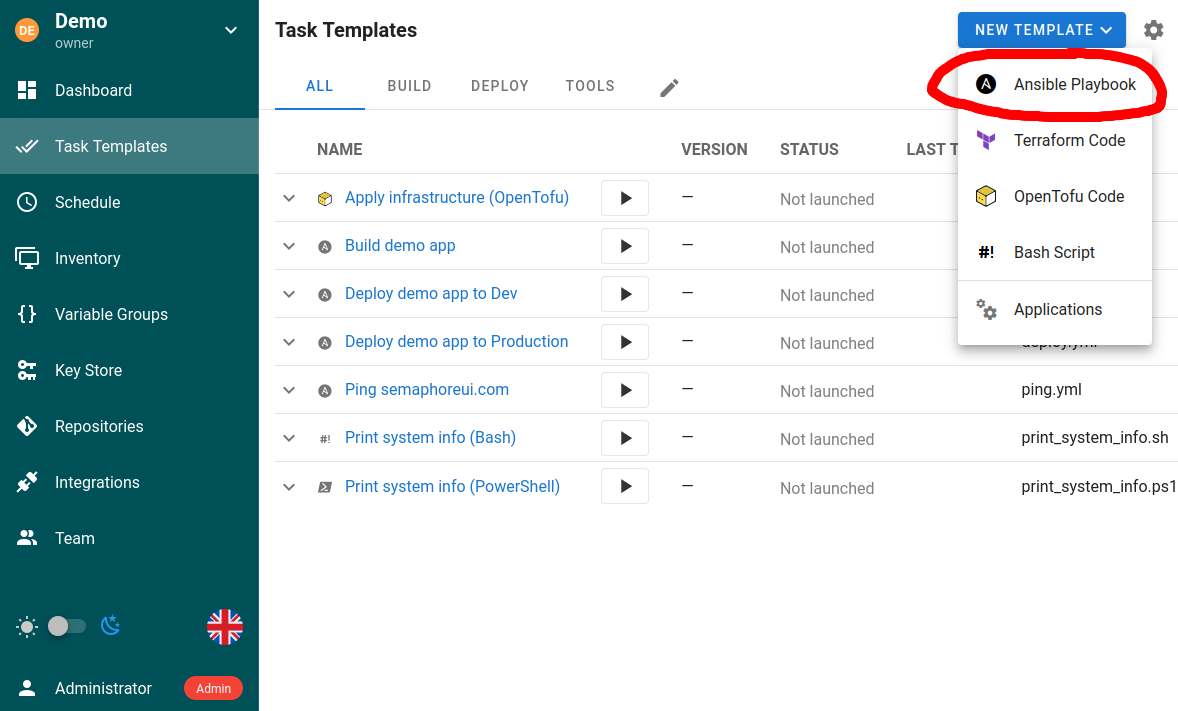 DE
Demo
owner
Dashboard
Task Templates
Schedule
Inventory
Variable Groups
Key Store
Repositories
Integrations
Team
Administrator
Admin
Task Templates
NEW TEMPLATE
ALL BUILD DEPLOY TOOLS
NAME VERSION STATUS LAST T
Apply infrastructure (OpenTofu) — Not launched
Build demo app — Not launched
Deploy demo app to Dev — Not launched
Deploy demo app to Production — Not launched deploy.yml
Ping semaphoreui.com — Not launched ping.yml
#! Print system info (Bash) — Not launched print_system_info.sh
Print system info (PowerShell) — Not launched print_system_info.ps1
A Ansible Playbook
Terraform Code
OpenTofu Code
#! Bash Script
Applications